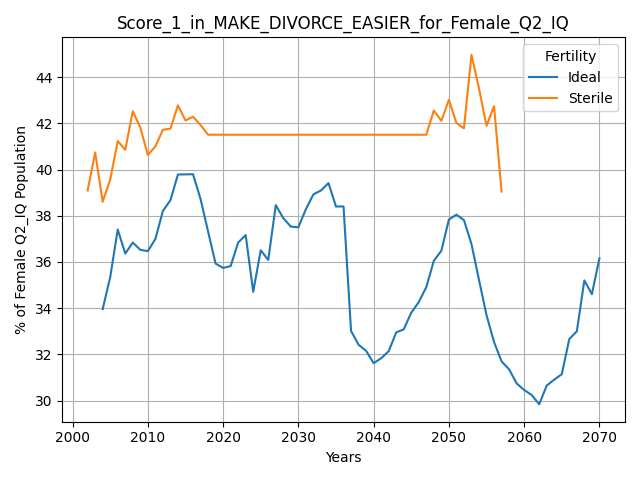 Score_1_in_MAKE_DIVORCE_EASIER_for_Female_Q2_IQ
Fertility
Ideal
Sterile
% of Female Q2_IQ Population
44
42
40
38
36
34
32
30
2000 2010 2020 2030 2040 2050 2060 2070
Years